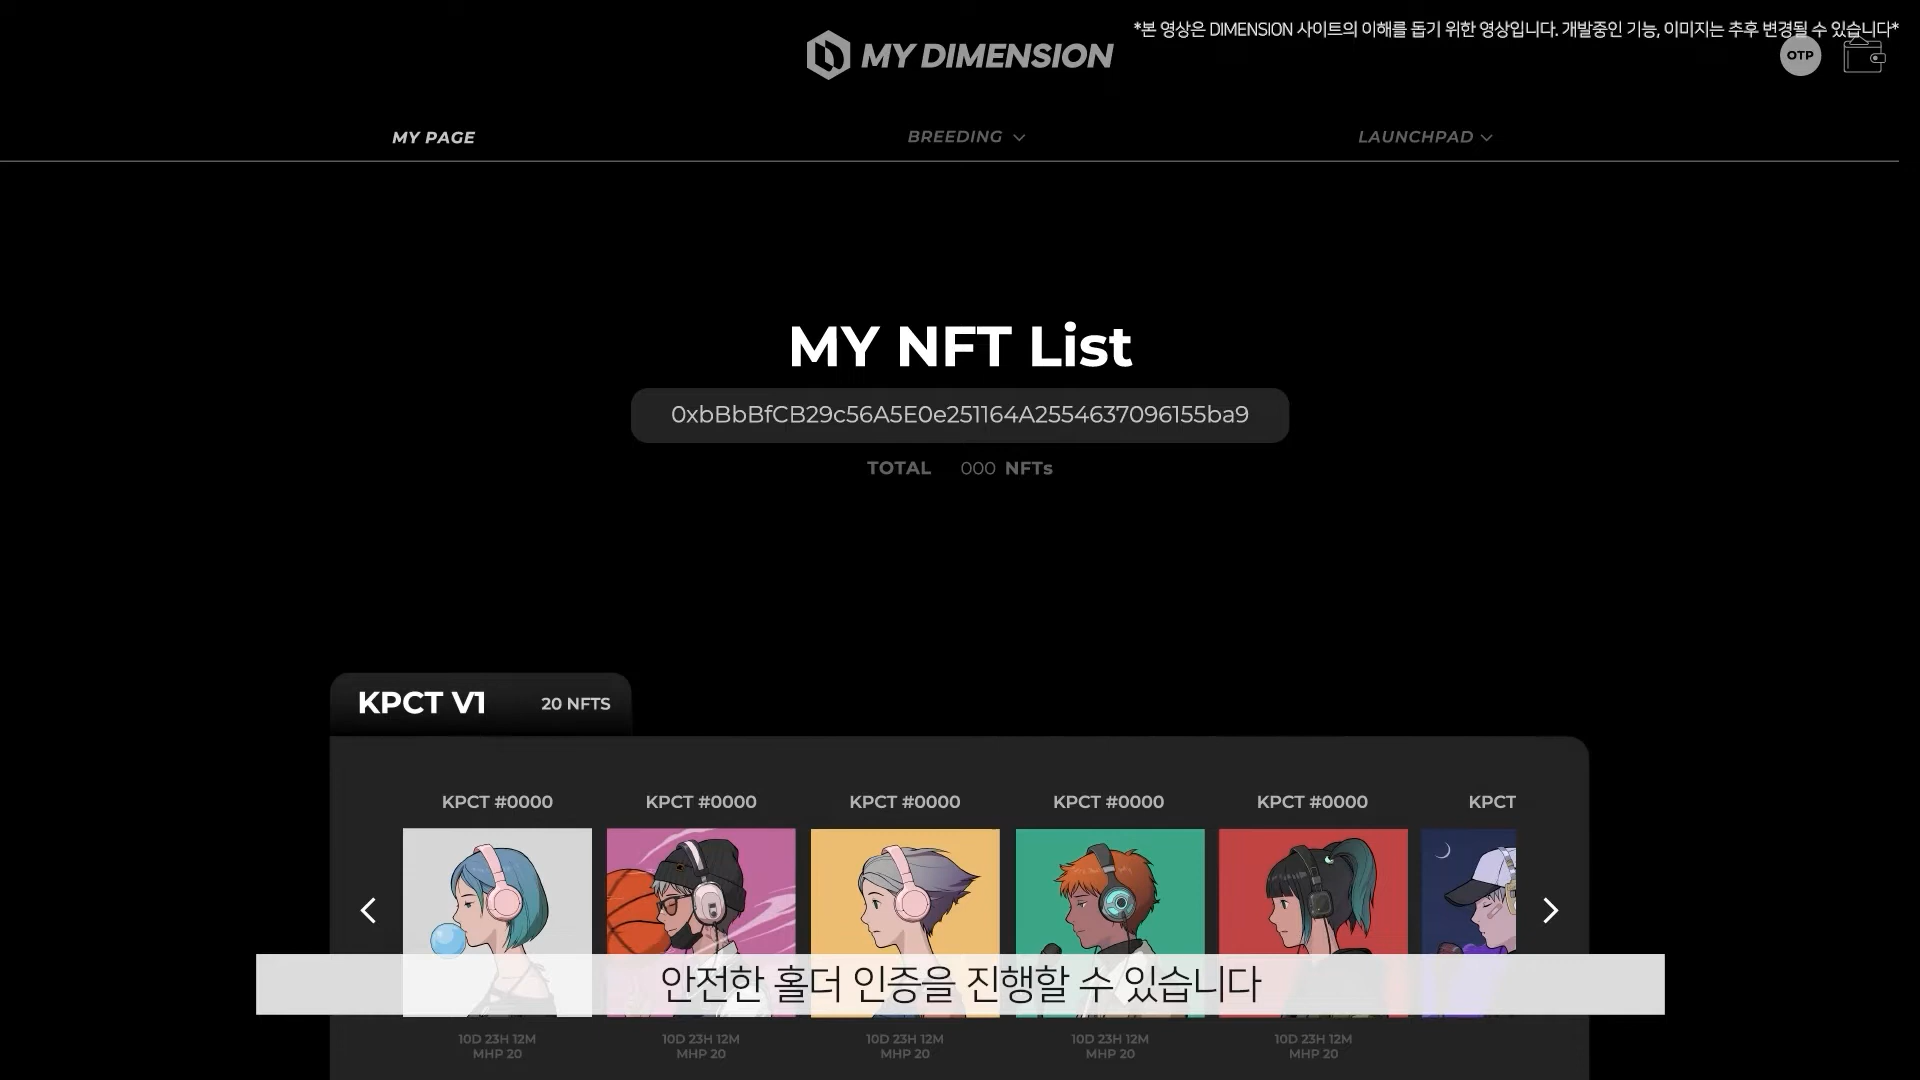 *본 영상은 DIMENSION 사이트의 이해를 돕기 위한 영상입니다. 개발중인 기능, 이미지는 추후 변경될 수 있습니다*
MY DIMENSION
OTP
MY PAGE BREEDING LAUNCHPAD
MY NFT List
0xbBbBfCB29c56A5E0e251164A2554637096155ba9
TOTAL 000 NFTs
KPCT V1 20 NFTS
KPCT #0000 KPCT #0000 KPCT #0000 KPCT #0000 KPCT #0000 KPCT
안전한 홀더 인증을 진행할 수 있습니다
10D 23H 12M 10D 23H 12M 10D 23H 12M 10D 23H 12M 10D 23H 12M
MHP 20 MHP 20 MHP 20 MHP 20 MHP 20